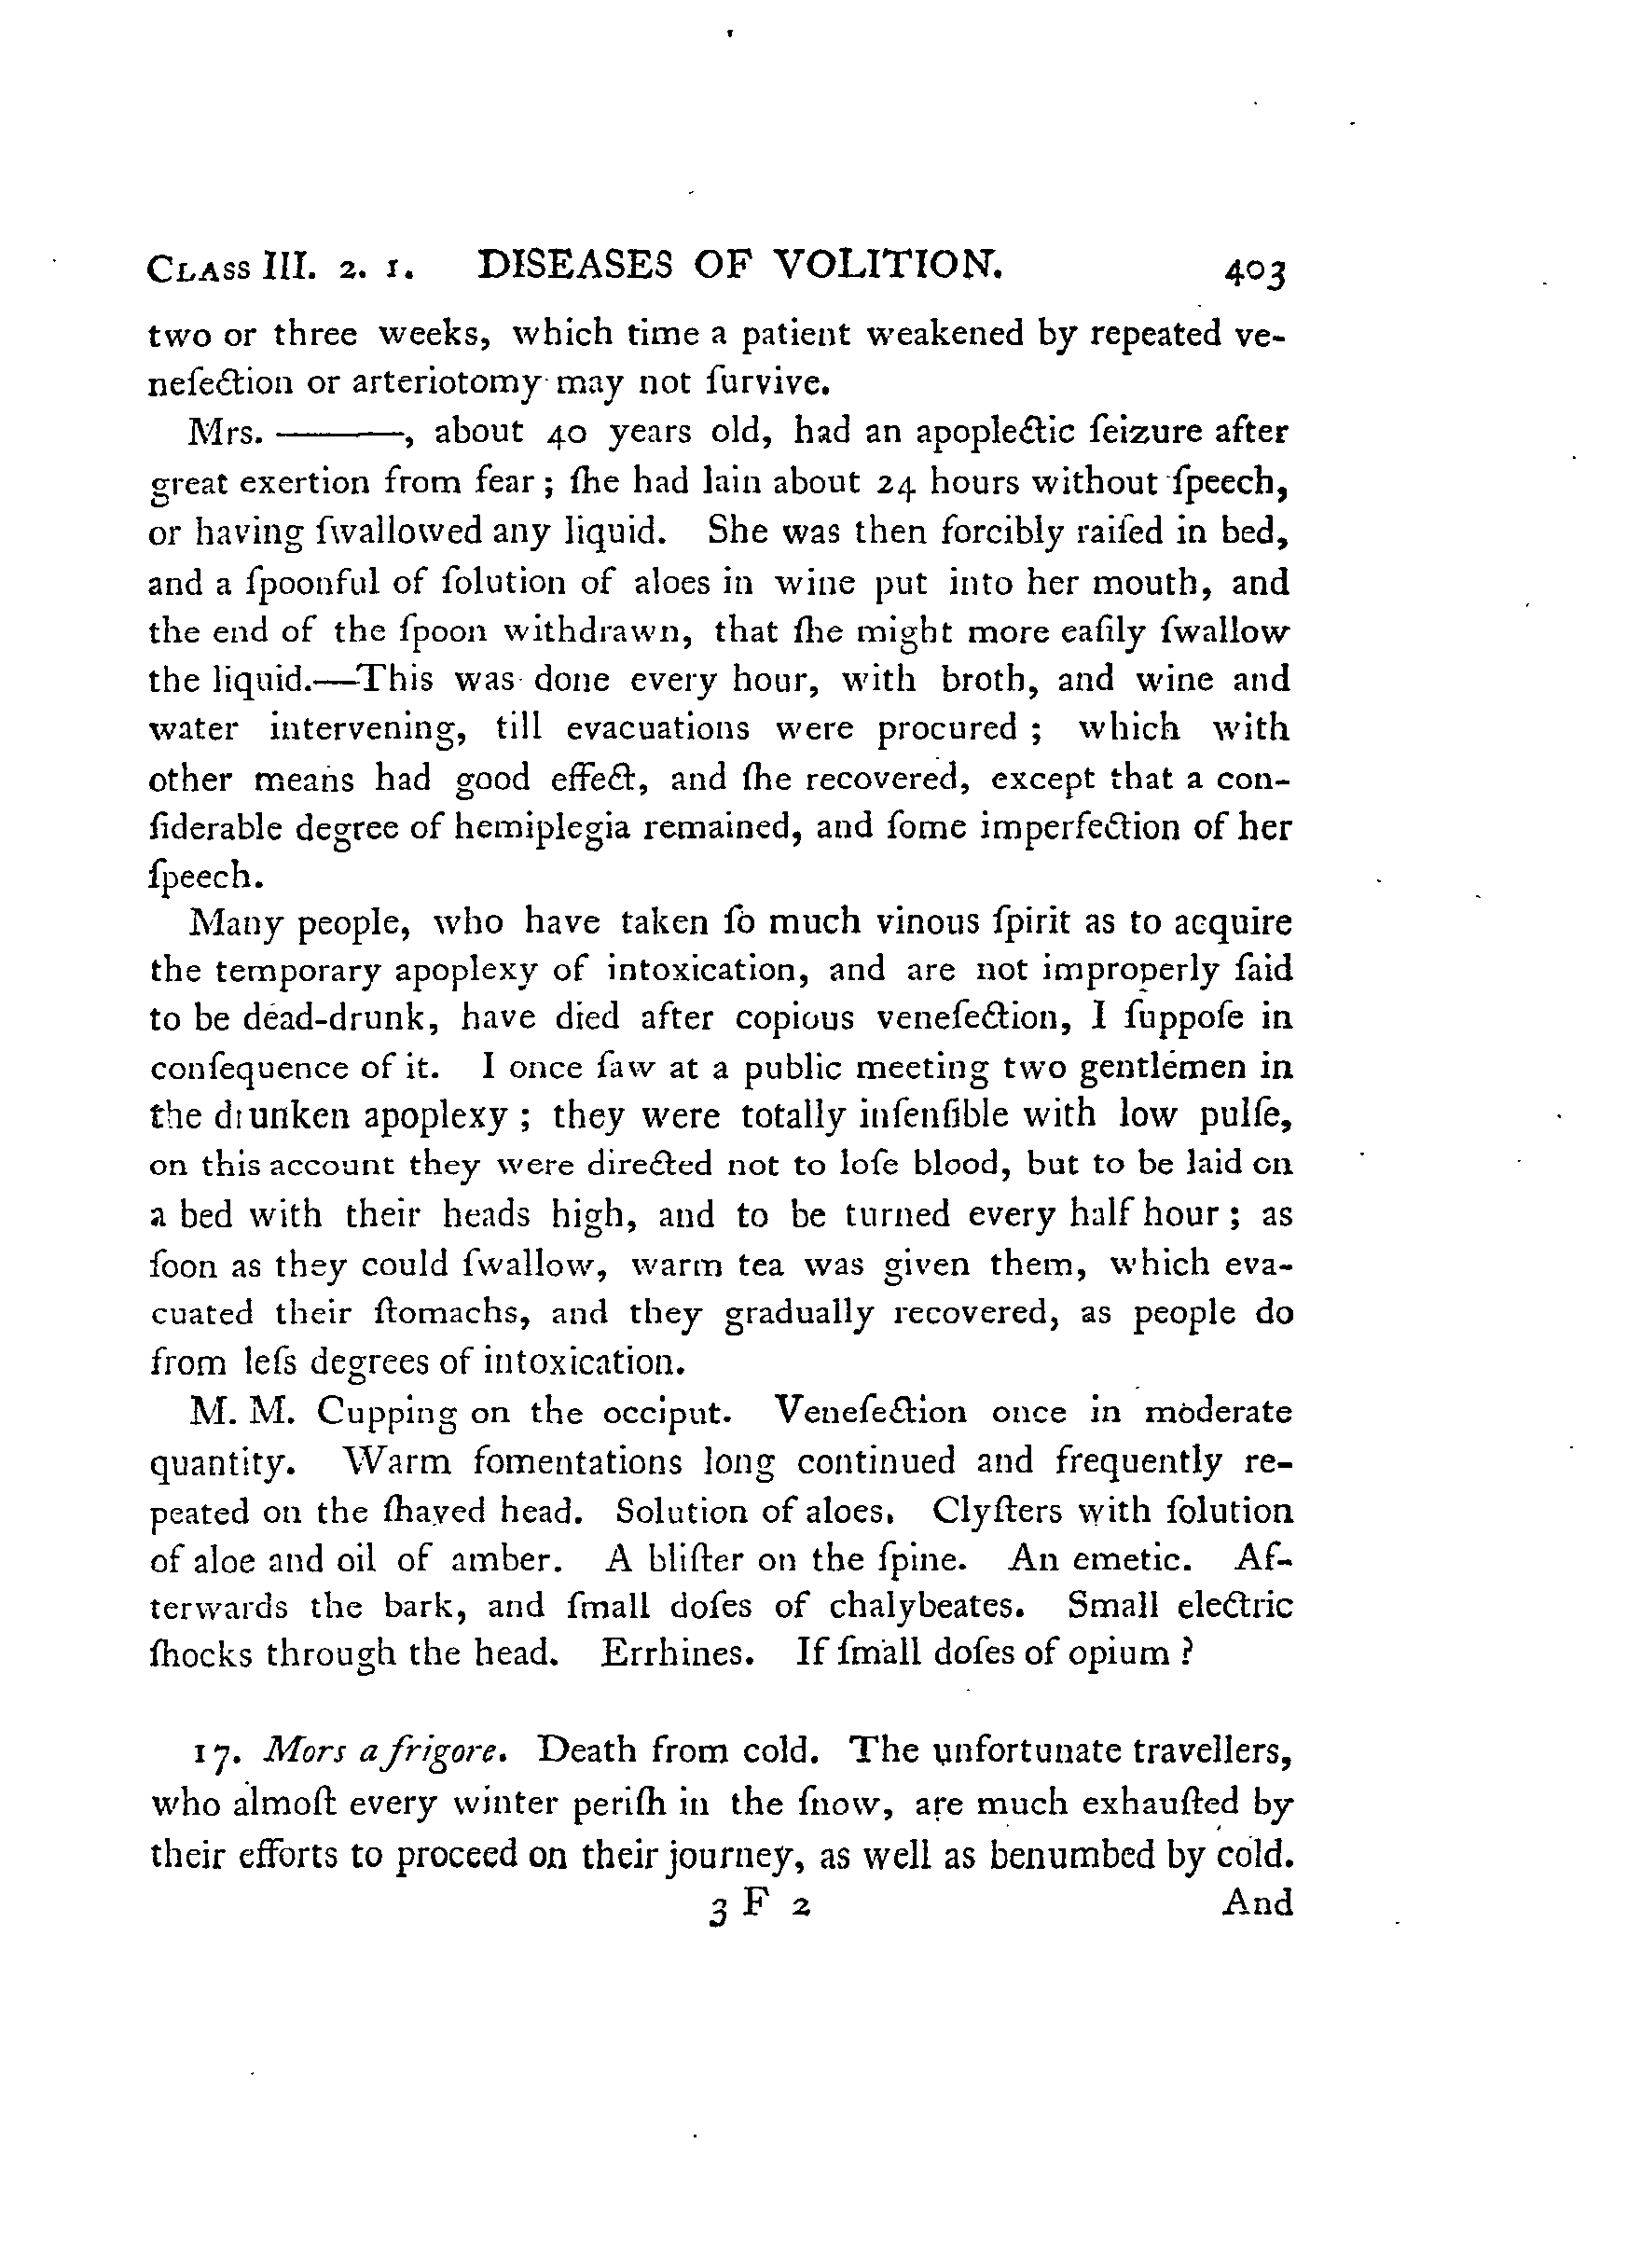 CLASS III. 2. 1. DISEASES OF VOLITION. 403
two or three weeks, which time a patient weakened by repeated ve-
neſection or arteriotomy may not ſurvive.
Mrs. ———, about 40 years old, had an apoplectic ſeizure after
great exertion from fear; ſhe had lain about 24 hours without ſpeech,
or having ſwallowed any liquid. She was then forcibly raiſed in bed,
and a ſpoonful of ſolution of aloes in wine put into her mouth, and
the end of the ſpoon withdrawn, that ſhe might more eaſily ſwallow
the liquid.—This was done every hour, with broth, and wine and
water intervening, till evacuations were procured; which with
other means had good effect, and ſhe recovered, except that a con-
ſiderable degree of hemiplegia remained, and ſome imperfection of her
ſpeech.
Many people, who have taken ſo much vinous ſpirit as to acquire
the temporary apoplexy of intoxication, and are not improperly ſaid
to be dead-drunk, have died after copious veneſection, I ſuppoſe in
conſequence of it. I once ſaw at a public meeting two gentlemen in
the drunken apoplexy; they were totally inſenſible with low pulſe,
on this account they were directed not to loſe blood, but to be laid on
a bed with their heads high, and to be turned every half hour; as
ſoon as they could ſwallow, warm tea was given them, which eva-
cuated their ſtomachs, and they gradually recovered, as people do
from leſs degrees of intoxication.
M. M. Cupping on the occiput. Veneſection once in moderate
quantity. Warm fomentations long continued and frequently re-
peated on the ſhaved head. Solution of aloes. Clyſters with ſolution
of aloe and oil of amber. A bliſter on the ſpine. An emetic. Af-
terwards the bark, and ſmall doſes of chalybeates. Small electric
ſhocks through the head. Errhines. If ſmall doſes of opium?
17. Mors a frigore. Death from cold. The unfortunate travellers,
who almoſt every winter periſh in the ſnow, are much exhauſted by
their efforts to proceed on their journey, as well as benumbed by cold.
3 F 2 And